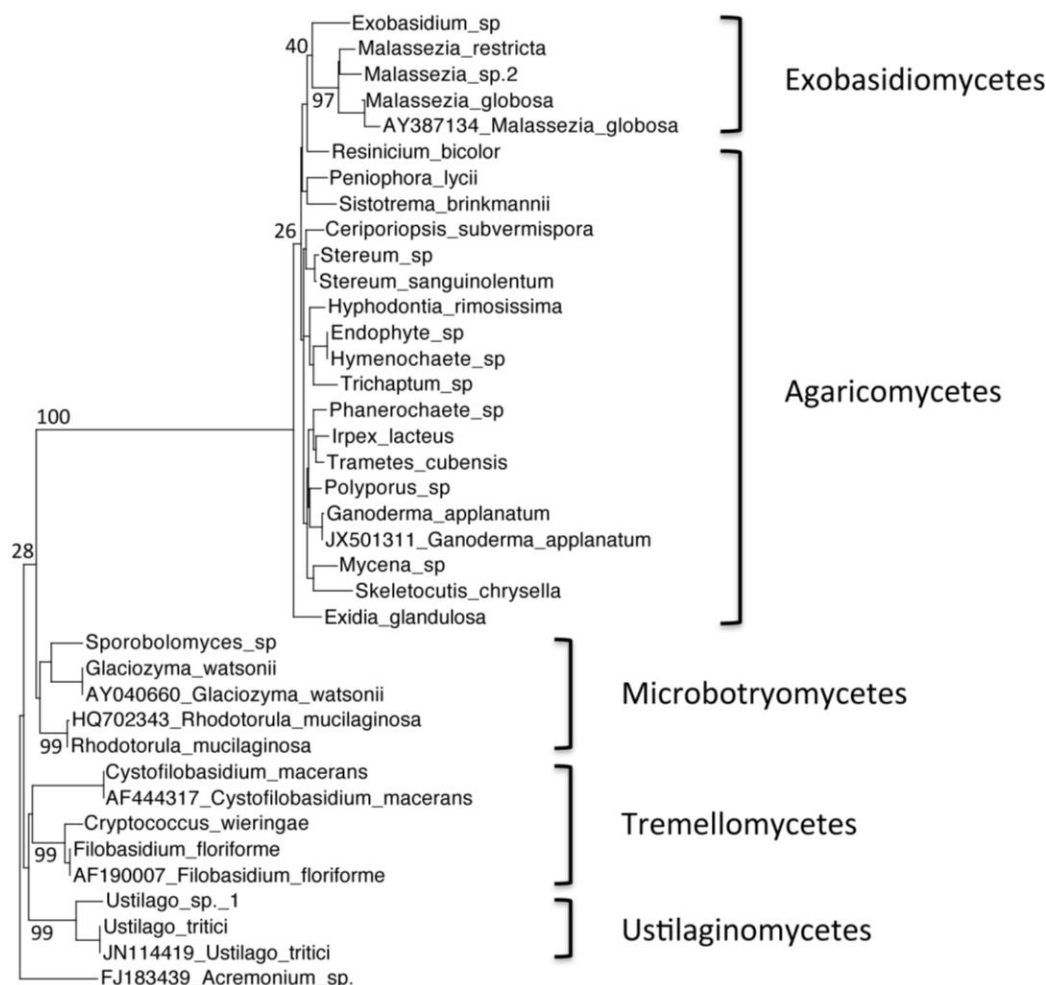 Exobasidium_sp
40
Malassezia_restricta
Malassezia_sp.2
Exobasidiomycetes
97
Malassezia_globosa
AY387134_Malassezia_globosa
Resinicium_bicolor
Peniophora_lycii
Sistotrema_brinkmannii
26
Ceriporiopsis_subvermispora
Stereum_sp
Stereum_sanguinolentum
Hyphodontia_rimosissima
Endophyte_sp
Hymenochaete_sp
Trichaptum_sp
Agaricomycetes
Phanerochaete_sp
100
Irpex_lacteus
Trametes_cubensis
Polyporus_sp
Ganoderma_applanatum
JX501311_Ganoderma_applanatum
28
Mycena_sp
Skeletocutis_chrysella
Exidia_glandulosa
Sporobolomyces_sp
Glaciozyma_watsonii
AY040660_Glaciozyma_watsonii
Microbotryomycetes
HQ702343_Rhodotorula_mucilaginosa
99
Rhodotorula_mucilaginosa
Cystofilobasidium_macerans
AF444317_Cystofilobasidium_macerans
Cryptococcus_wieringae
Tremellomycetes
99
Filobasidium_floriforme
AF190007_Filobasidium_floriforme
Ustilago_sp._1
Ustilago_tritici
Ustilaginomycetes
99
JN114419_Ustilago_tritici
FJ183439_Acremonium_sp.